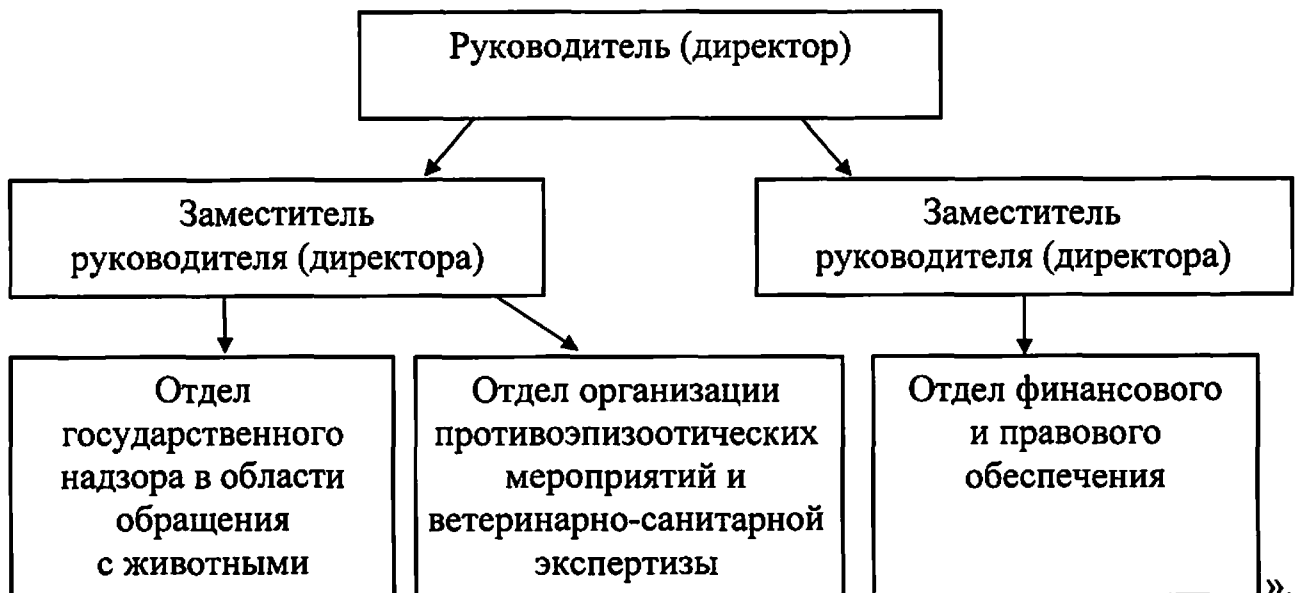 Руководитель (директор)
Заместитель
руководителя (директора)
Заместитель
руководителя (директора)
Отдел
государственного
надзора в области
обращения
с животными
Отдел организации
противоэпизоотических
мероприятий и
ветеринарно-санитарной
экспертизы
Отдел финансового
и правового
обеспечения
».